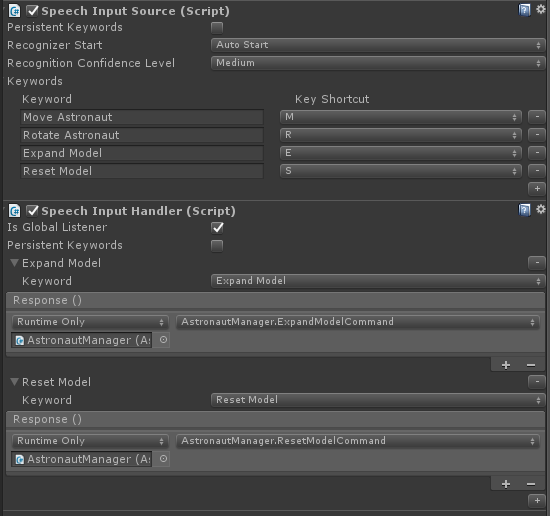 Speech Input Source (Script)
Persistent Keywords
Recognizer Start Auto Start
Recognition Confidence Level Medium
Keywords
Keyword Key Shortcut
Move Astronaut M -
Rotate Astronaut R -
Expand Model E -
Reset Model S -
+
Speech Input Handler (Script)
Is Global Listener
Persistent Keywords
Expand Model -
Keyword Expand Model
Response ()
Runtime Only AstronautManager.ExpandModelCommand
AstronautManager (A
+ -
Reset Model -
Keyword Reset Model
Response ()
Runtime Only AstronautManager.ResetModelCommand
AstronautManager (A
+ -
+